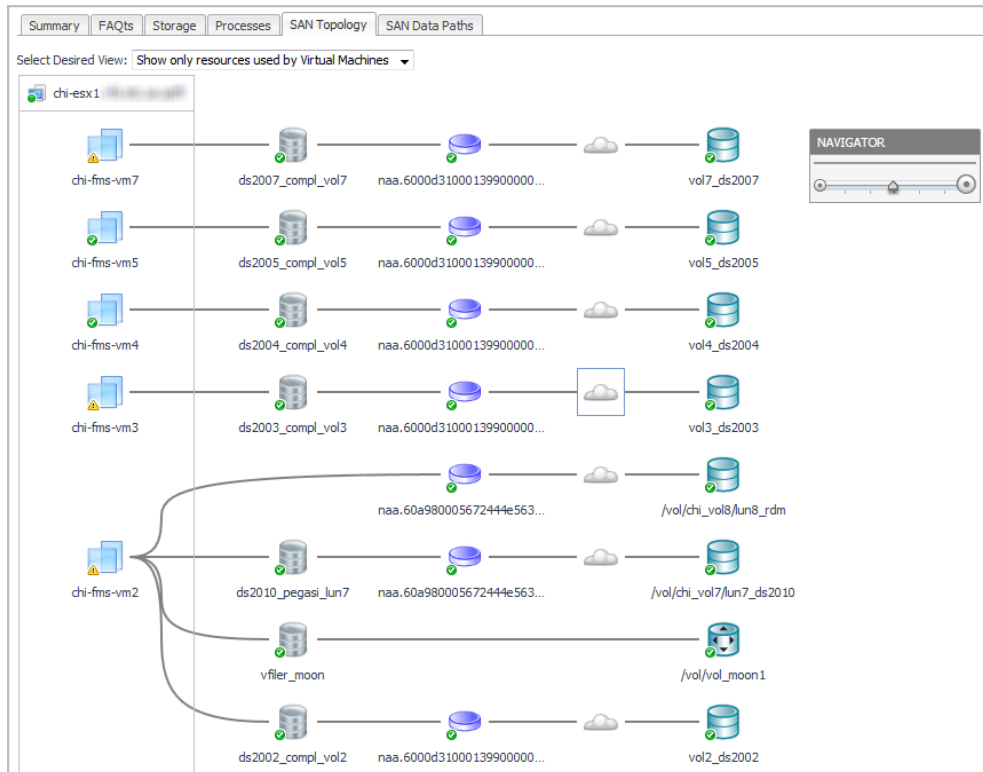 Summary FAQts Storage Processes SAN Topology SAN Data Paths
Select Desired View: Show only resources used by Virtual Machines
chi-esx1
NAVIGATOR
chi-fms-vm7 ds2007_compl_vol7 naa.6000d31000139900000... vol7_ds2007
chi-fms-vm5 ds2005_compl_vol5 naa.6000d31000139900000... vol5_ds2005
chi-fms-vm4 ds2004_compl_vol4 naa.6000d31000139900000... vol4_ds2004
chi-fms-vm3 ds2003_compl_vol3 naa.6000d31000139900000... vol3_ds2003
naa.60a980005672444e563... /vol/chi_vol8/lun8_rdm
chi-fms-vm2 ds2010_pegasi_lun7 naa.60a980005672444e563... /vol/chi_vol7/lun7_ds2010
vfiler_moon /vol/vol_moon1
ds2002_compl_vol2 naa.6000d31000139900000... vol2_ds2002